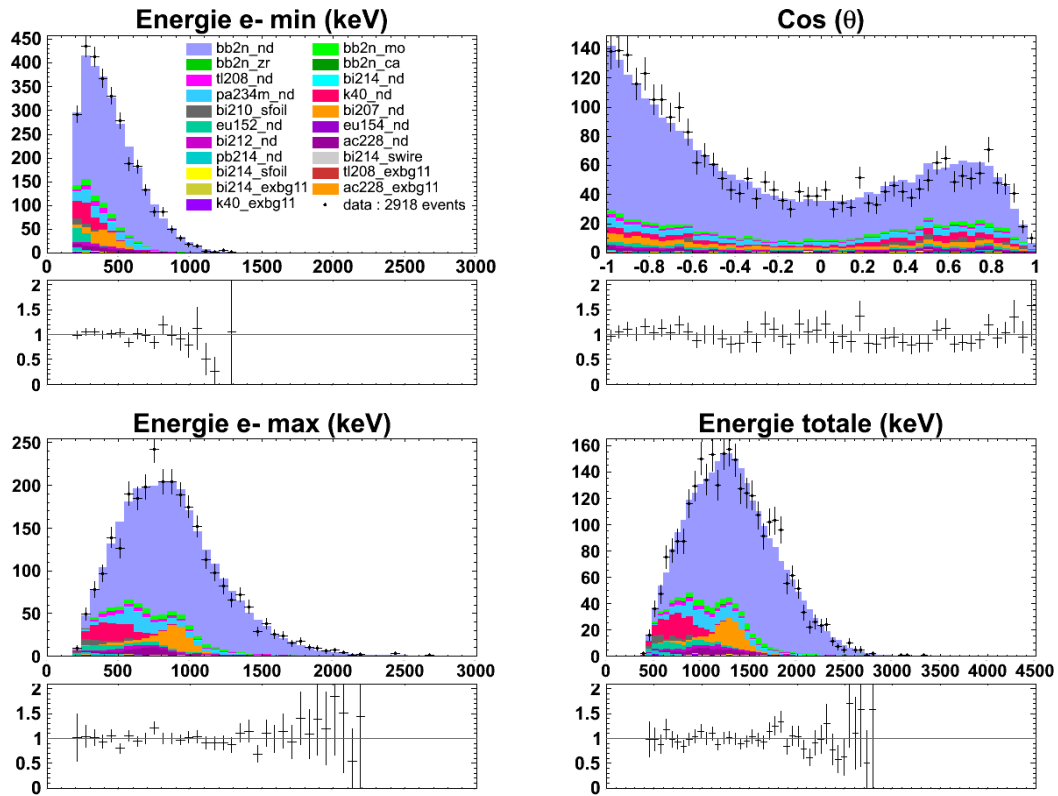 Energie e- min (keV)
450
400
350
300
250
200
150
100
50
0
bb2n_nd bb2n_mo
bb2n_zr bb2n_ca
tl208_nd bi214_nd
pa234m_nd k40_nd
bi210_sfoil bi207_nd
eu152_nd eu154_nd
bi212_nd ac228_nd
pb214_nd bi214_swire
bi214_sfoil tl208_exbg11
bi214_exbg11 ac228_exbg11
k40_exbg11 data : 2918 events
0 500 1000 1500 2000 2500 3000
2
1.5
1
0.5
0
Cos (θ)
140
120
100
80
60
40
20
0
-1 -0.8 -0.6 -0.4 -0.2 0 0.2 0.4 0.6 0.8 1
2
1.5
1
0.5
0
Energie e- max (keV)
250
200
150
100
50
0
0 500 1000 1500 2000 2500 3000
2
1.5
1
0.5
0
Energie totale (keV)
160
140
120
100
80
60
40
20
0
0 500 1000 1500 2000 2500 3000 3500 4000 4500
2
1.5
1
0.5
0